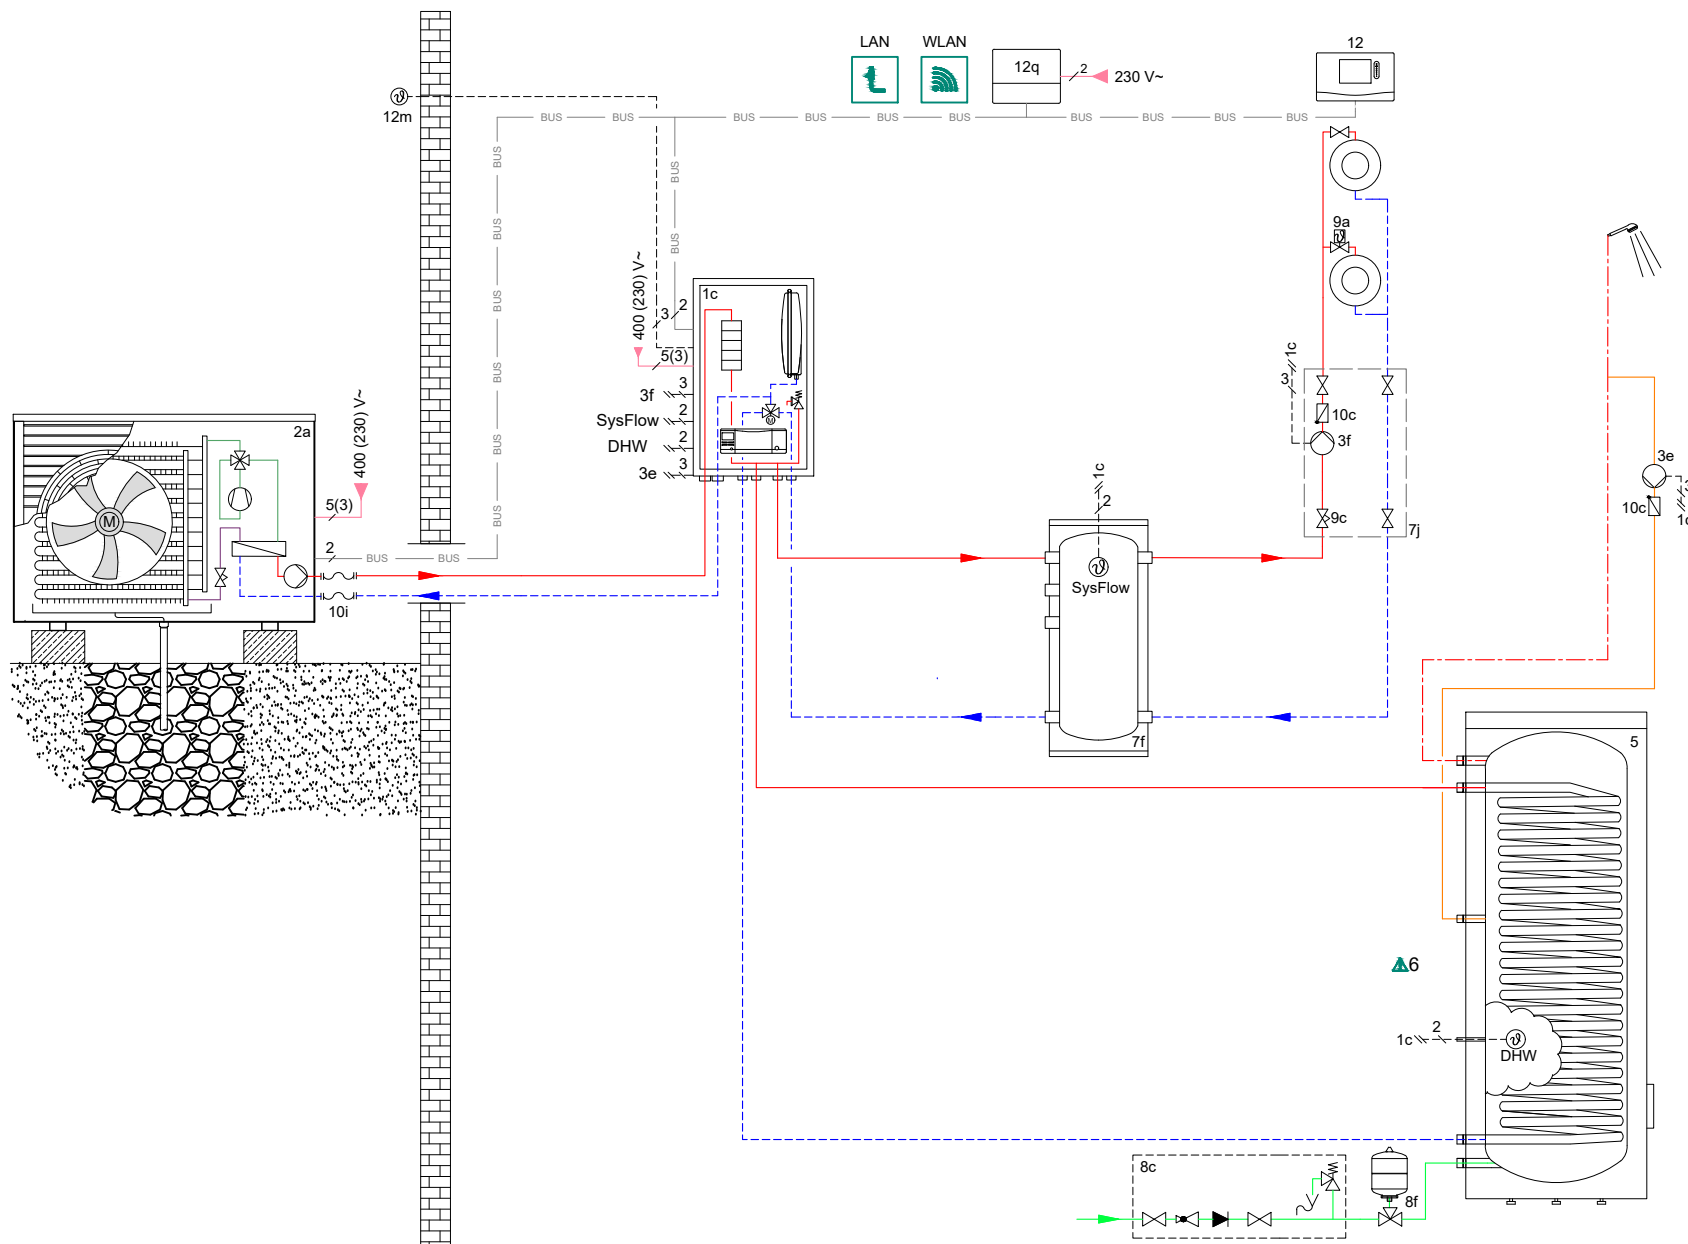 LAN
WLAN
12q
2
230 V~
12
12m
BUS BUS BUS BUS BUS BUS BUS BUS BUS BUS
BUS
BUS
BUS
BUS
BUS
BUS
BUS
BUS
9a
400 (230) V~
1c
3
2
5(3)
3
3f
2
SysFlow
2
DHW
3
3e
1c
3
10c
3f
9c
7j
2a
M
400 (230) V~
5(3)
2
BUS
BUS
10i
M
1c
2
SysFlow
7f
3e
3
10c
1c
5
6
1c
2
DHW
8c
8f